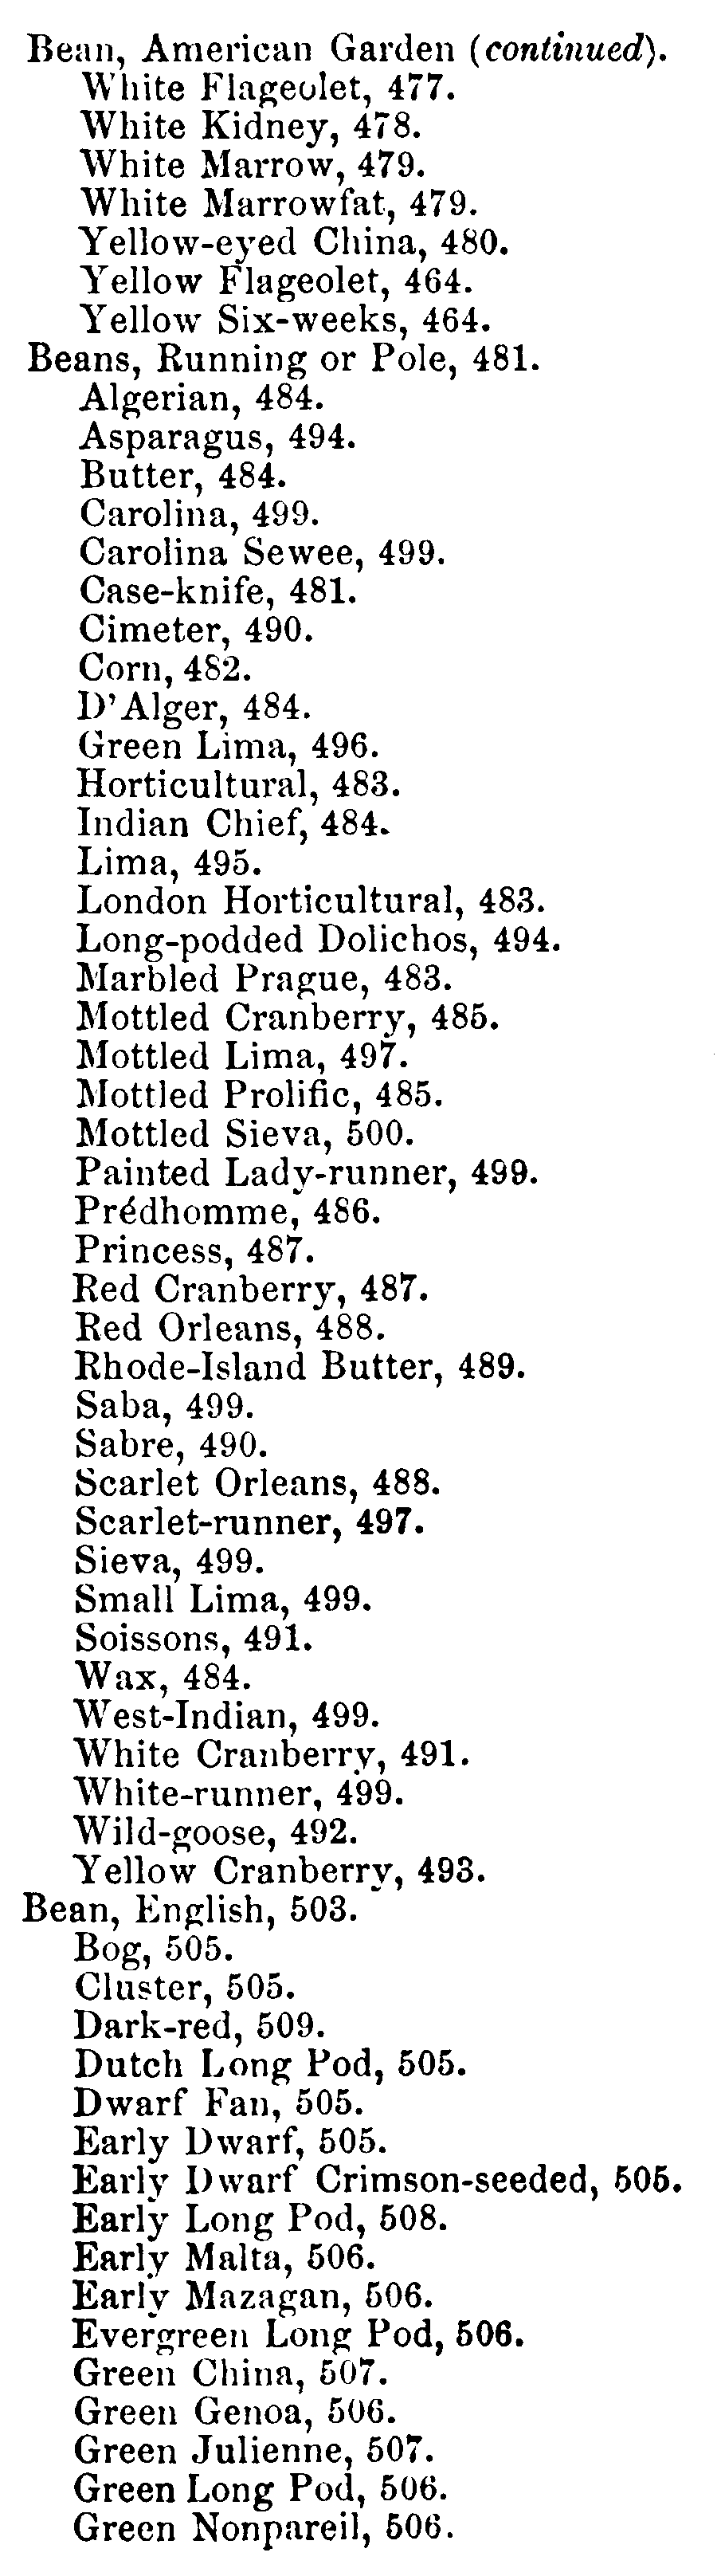 Bean, American Garden (continued).
White Flageolet, 477.
White Kidney, 478.
White Marrow, 479.
White Marrowfat, 479.
Yellow-eyed China, 480.
Yellow Flageolet, 464.
Yellow Six-weeks, 464.
Beans, Running or Pole, 481.
Algerian, 484.
Asparagus, 494.
Butter, 484.
Carolina, 499.
Carolina Sewee, 499.
Case-knife, 481.
Cimeter, 490.
Corn, 482.
D'Alger, 484.
Green Lima, 496.
Horticultural, 483.
Indian Chief, 484.
Lima, 495.
London Horticultural, 483.
Long-podded Dolichos, 494.
Marbled Prague, 483.
Mottled Cranberry, 485.
Mottled Lima, 497.
Mottled Prolific, 485.
Mottled Sieva, 500.
Painted Lady-runner, 499.
Prédhomme, 486.
Princess, 487.
Red Cranberry, 487.
Red Orleans, 488.
Rhode-Island Butter, 489.
Saba, 499.
Sabre, 490.
Scarlet Orleans, 488.
Scarlet-runner, 497.
Sieva, 499.
Small Lima, 499.
Soissons, 491.
Wax, 484.
West-Indian, 499.
White Cranberry, 491.
White-runner, 499.
Wild-goose, 492.
Yellow Cranberry, 493.
Bean, English, 503.
Bog, 505.
Cluster, 505.
Dark-red, 509.
Dutch Long Pod, 505.
Dwarf Fan, 505.
Early Dwarf, 505.
Early Dwarf Crimson-seeded, 505.
Early Long Pod, 508.
Early Malta, 506.
Early Mazagan, 506.
Evergreen Long Pod, 506.
Green China, 507.
Green Genoa, 506.
Green Julienne, 507.
Green Long Pod, 506.
Green Nonpareil, 506.